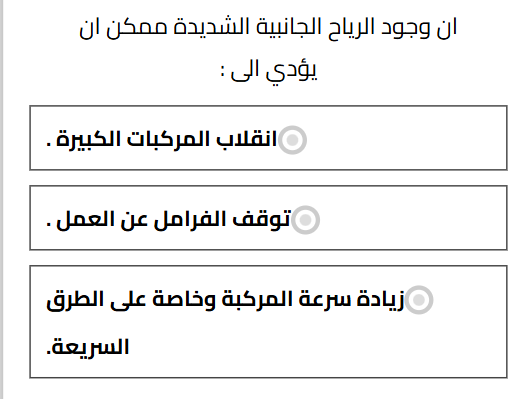 ان وجود الرياح الجانبية الشديدة ممكن ان
يؤدي الى :
انقلاب المركبات الكبيرة .
توقف الفرامل عن العمل .
زيادة سرعة المركبة وخاصة على الطرق
السريعة.